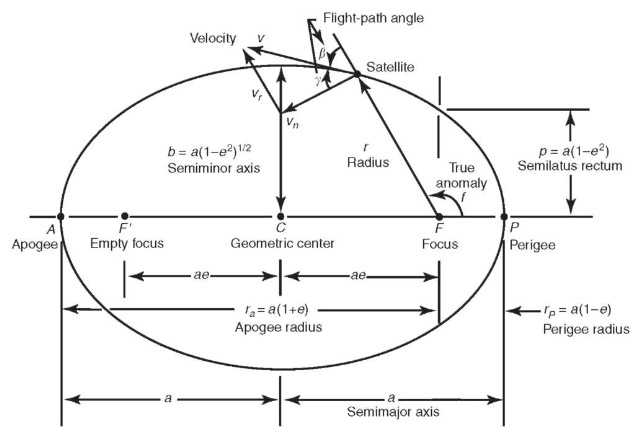 Flight-path angle
Velocity
v
β
Satellite
γ
v_r
v_n
b = a(1−e²)^1/2
Semiminor axis
r
Radius
p = a(1−e²)
Semilatus rectum
True
anomaly
f
A
F'
C
F
P
Apogee
Empty focus
Geometric center
Focus
Perigee
ae
ae
r_a = a(1+e)
Apogee radius
r_P = a(1−e)
Perigee radius
a
a
Semimajor axis